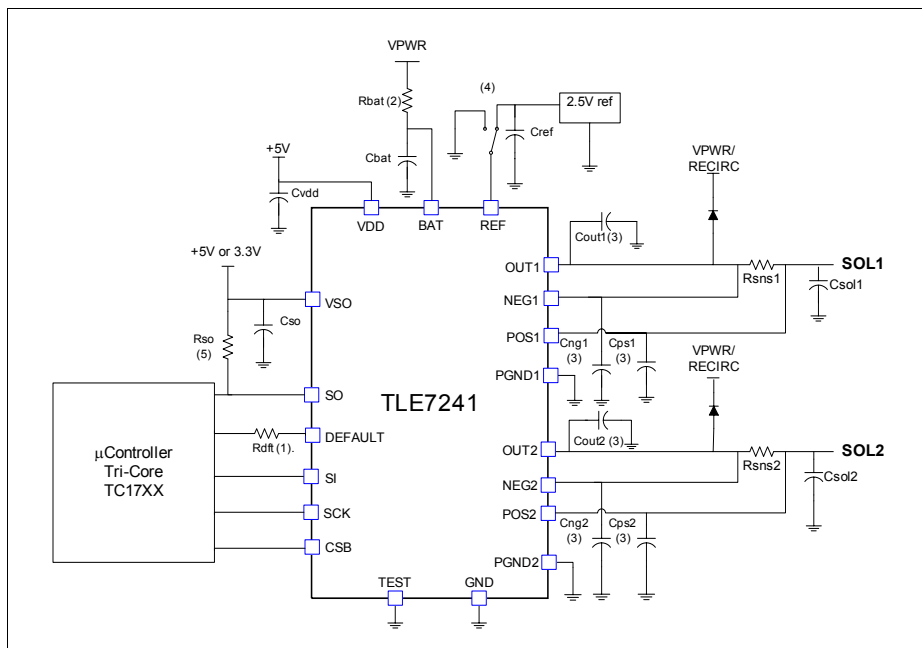 VPWR
Rbat (2)
(4)
2.5V ref
Cref
Cbat
+5V
Cvdd
VPWR/
RECIRC
VDD
BAT
REF
Cout1(3)
+5V or 3.3V
OUT1
SOL1
Rsns1
Csol1
NEG1
VSO
Cso
Rso
(5)
POS1
Cng1
(3)
Cps1
(3)
VPWR/
RECIRC
PGND1
TLE7241
SO
µController
Tri-Core
TC17XX
DEFAULT
Rdft (1).
Cout2 (3)
OUT2
SOL2
Rsns2
Csol2
SI
NEG2
SCK
POS2
Cng2
(3)
Cps2
(3)
CSB
PGND2
TEST
GND